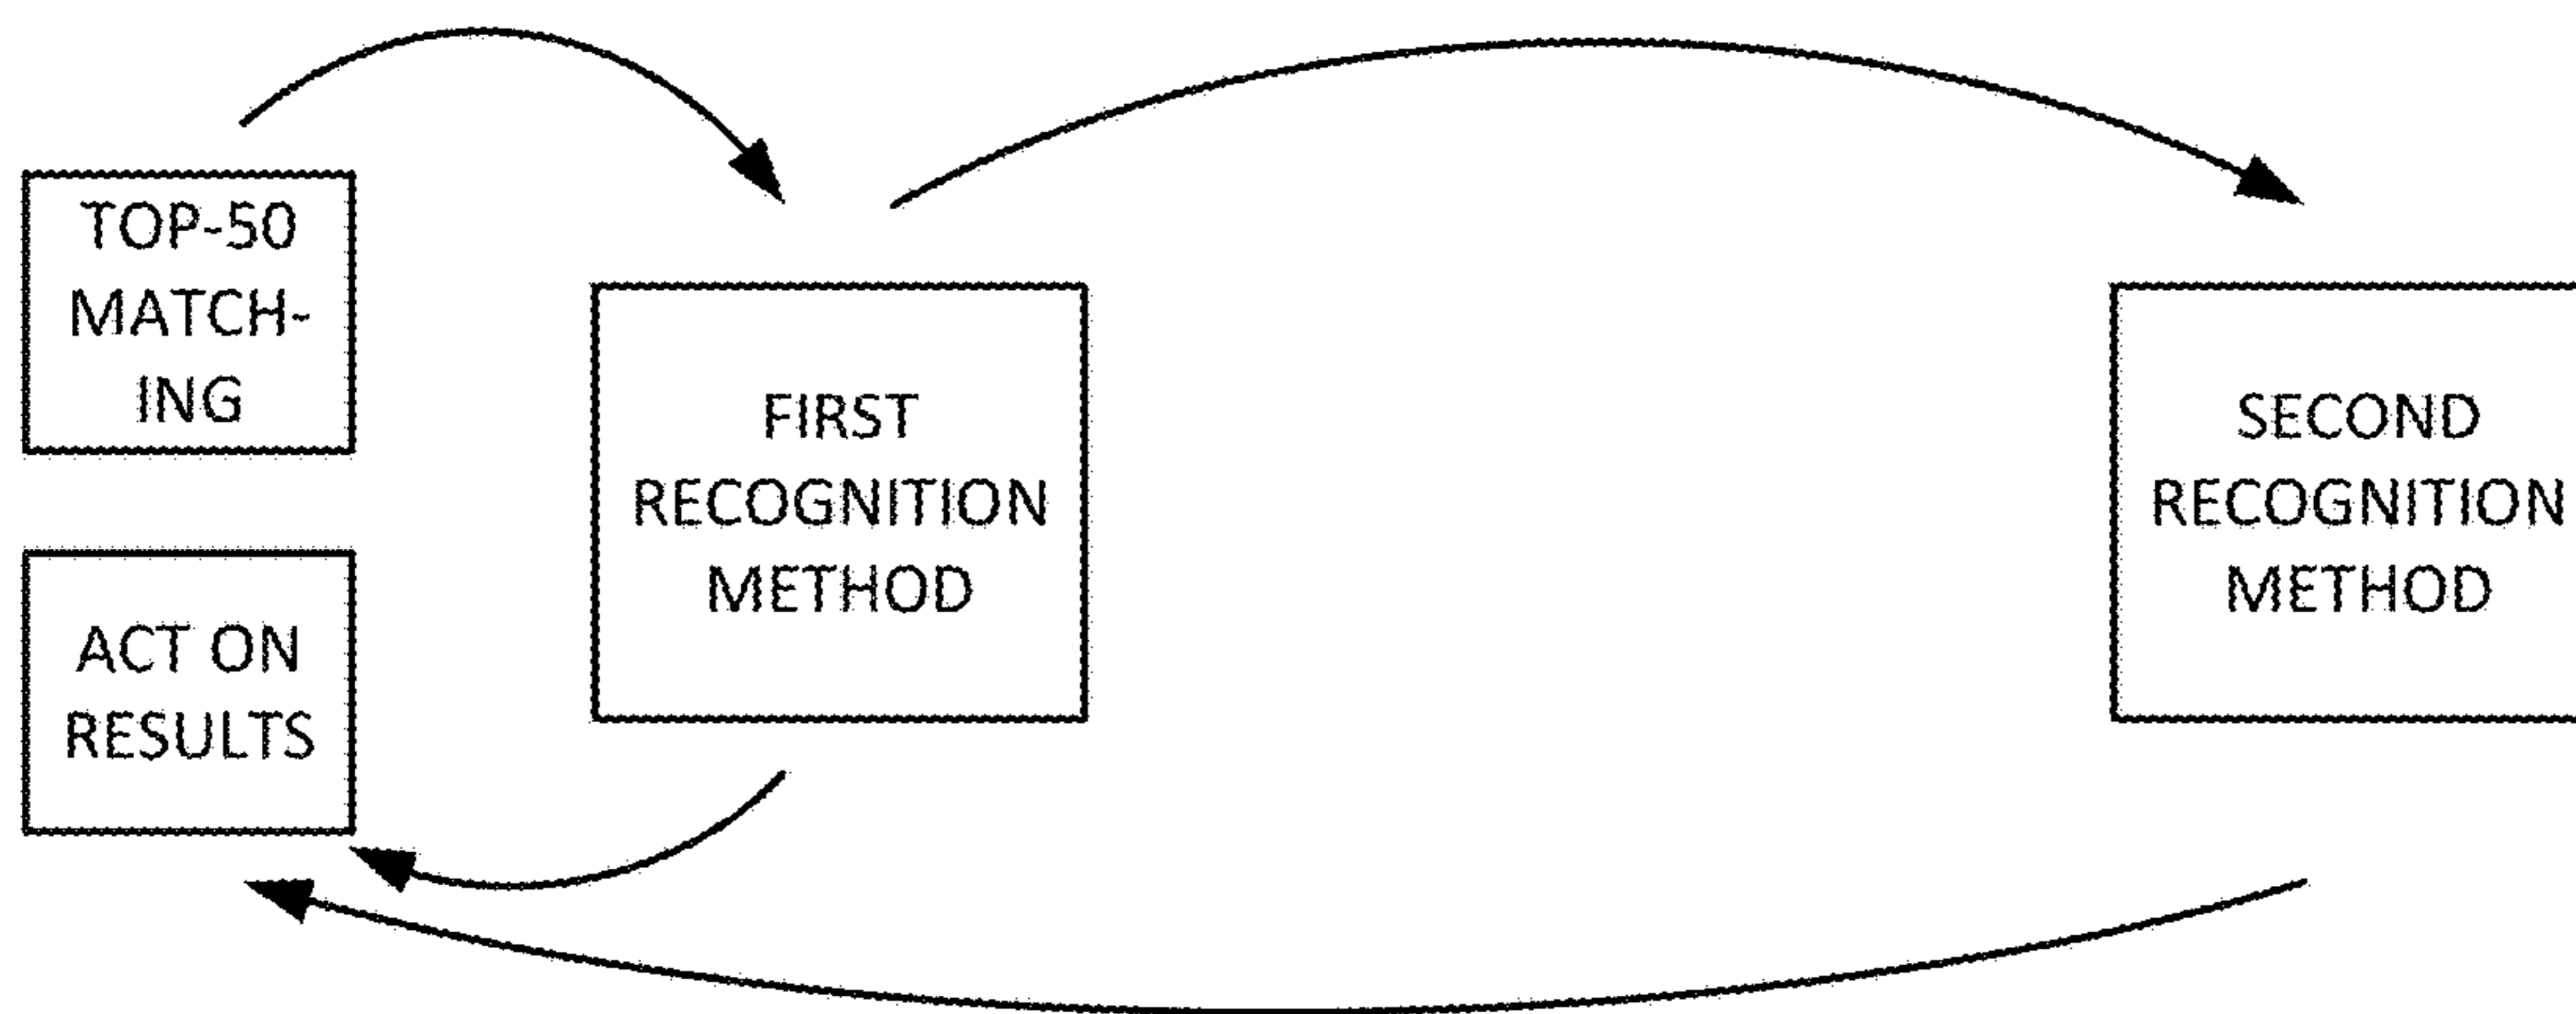 TOP-50
MATCH-
ING
ACT ON
RESULTS
FIRST
RECOGNITION
METHOD
SECOND
RECOGNITION
METHOD